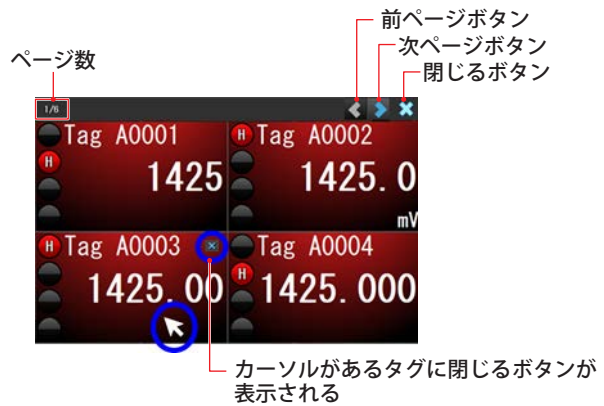 前ページボタン
次ページボタン
ページ数
閉じるボタン
1/6
Tag A0001
H
1425
H Tag A0002
1425.0
mV
H Tag A0003
1425.00
Tag A0004
H
1425.000
カーソルがあるタグに閉じるボタンが
表示される